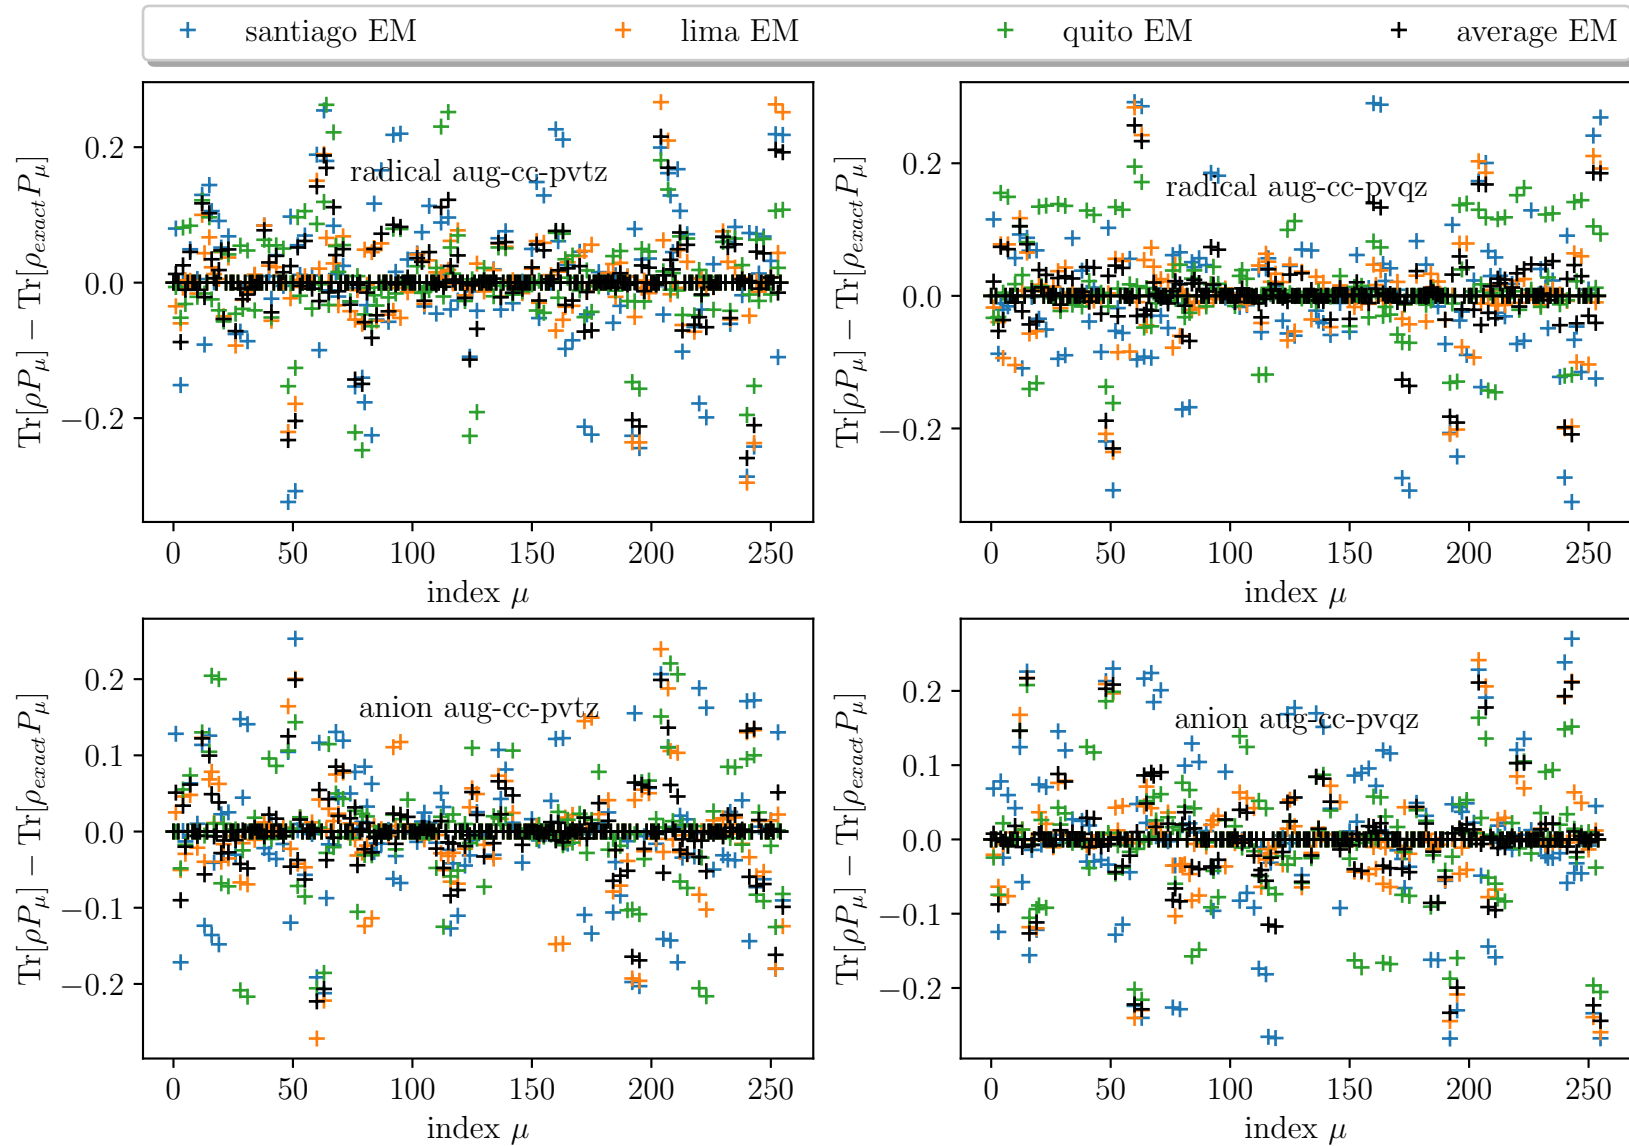 santiago EM lima EM quito EM average EM
Tr[ρP_μ] − Tr[ρ_exact P_μ]
0.2
0.0
−0.2
radical aug-cc-pvtz
0 50 100 150 200 250
index μ
Tr[ρP_μ] − Tr[ρ_exact P_μ]
0.2
0.0
−0.2
radical aug-cc-pvqz
0 50 100 150 200 250
index μ
Tr[ρP_μ] − Tr[ρ_exact P_μ]
0.2
0.1
0.0
−0.1
−0.2
anion aug-cc-pvtz
0 50 100 150 200 250
index μ
Tr[ρP_μ] − Tr[ρ_exact P_μ]
0.2
0.1
0.0
−0.1
−0.2
anion aug-cc-pvqz
0 50 100 150 200 250
index μ